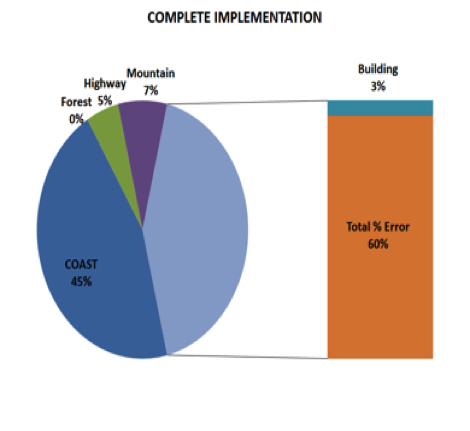 COMPLETE IMPLEMENTATION
Mountain
7%
Highway
5%
Forest
0%
COAST
45%
Building
3%
Total % Error
60%